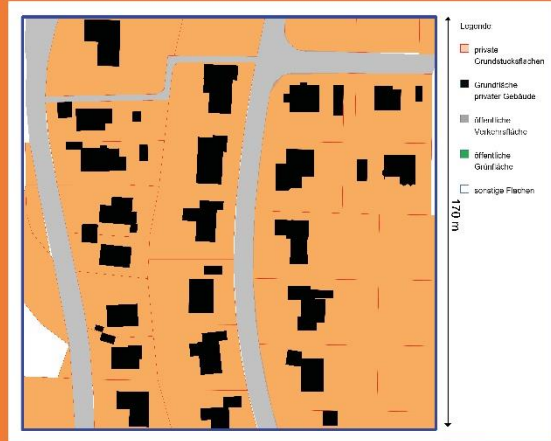 Legende
private
Grundstücksflächen
Grundfläche
privater Gebäude
öffentliche
Verkehrsfläche
öffentliche
Grünfläche
sonstige Flächen
170 m